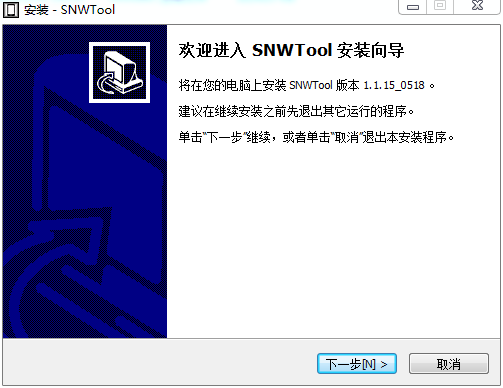 安装 - SNWTool
欢迎进入 SNWTool 安装向导
将在您的电脑上安装 SNWTool 版本 1.1.15_0518 。
建议在继续安装之前先退出其它运行的程序。
单击“下一步”继续，或者单击“取消”退出本安装程序。
下一步[N] >
取消